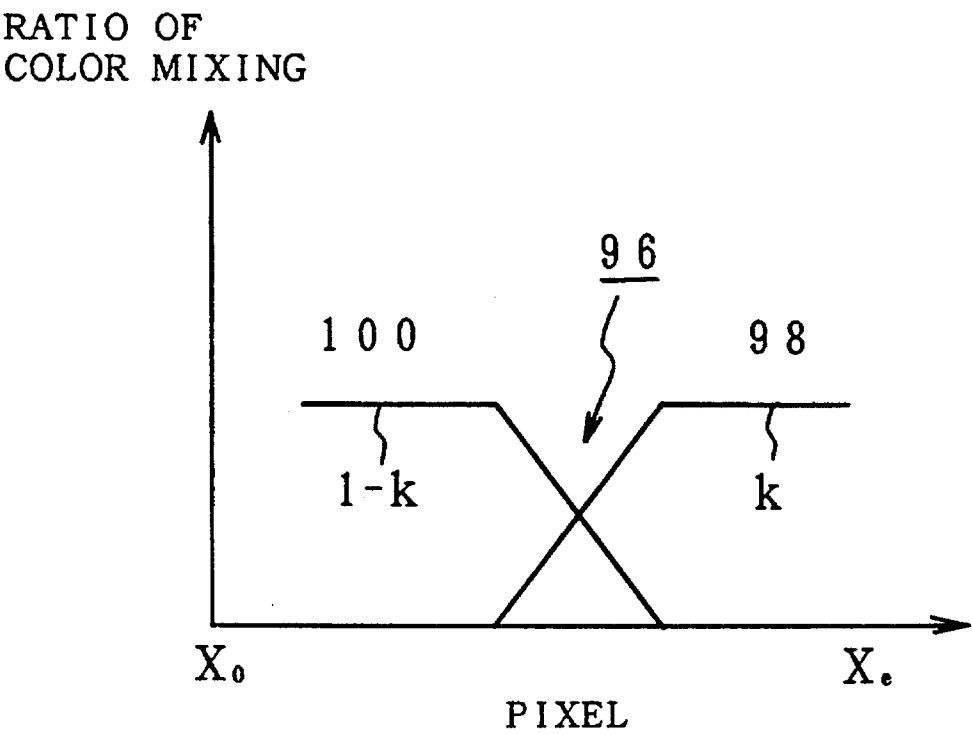 RATIO OF
COLOR MIXING
96
100
98
1-k
k
X₀
Xₑ
PIXEL